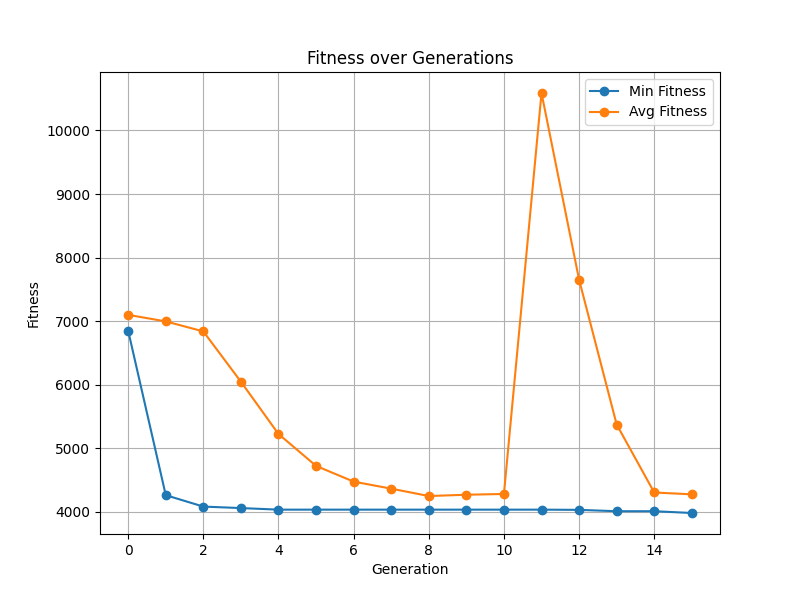 Fitness over Generations
Min Fitness
Avg Fitness
10000
9000
8000
7000
6000
5000
4000
Fitness
0 2 4 6 8 10 12 14
Generation